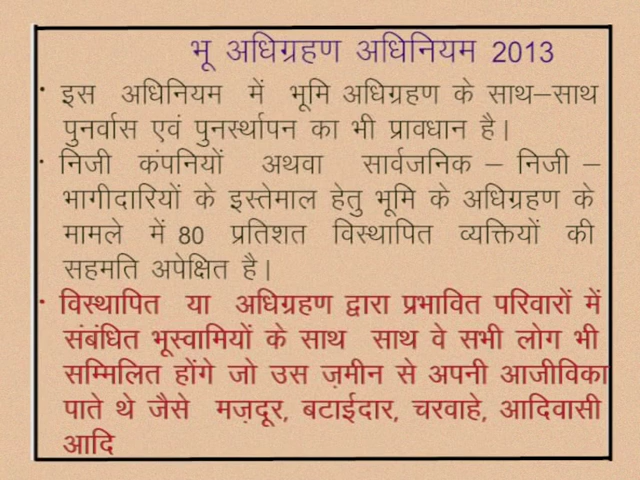 भू अधिग्रहण अधिनियम 2013
• इस अधिनियम में भूमि अधिग्रहण के साथ–साथ
पुनर्वास एवं पुनर्स्थापन का भी प्रावधान है।
• निजी कंपनियों अथवा सार्वजनिक – निजी –
भागीदारियों के इस्तेमाल हेतु भूमि के अधिग्रहण के
मामले में 80 प्रतिशत विस्थापित व्यक्तियों की
सहमति अपेक्षित है।
• विस्थापित या अधिग्रहण द्वारा प्रभावित परिवारों में
संबंधित भूस्वामियों के साथ साथ वे सभी लोग भी
सम्मिलित होंगे जो उस ज़मीन से अपनी आजीविका
पाते थे जैसे मज़दूर, बटाईदार, चरवाहे, आदिवासी
आदि